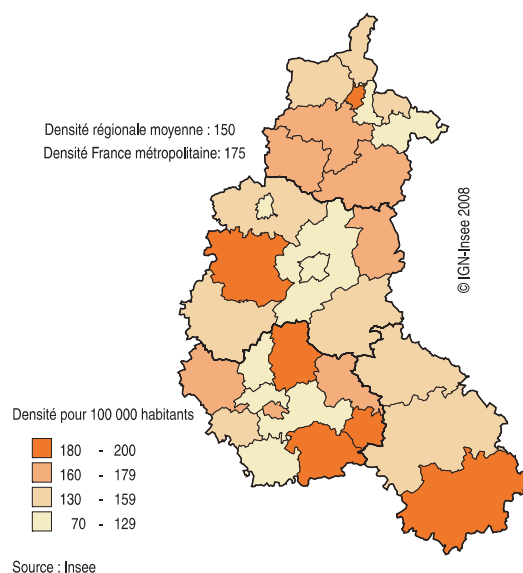 Densité régionale moyenne : 150
Densité France métropolitaine: 175
© IGN-Insee 2008
Densité pour 100 000 habitants
180 - 200
160 - 179
130 - 159
70 - 129
Source : Insee